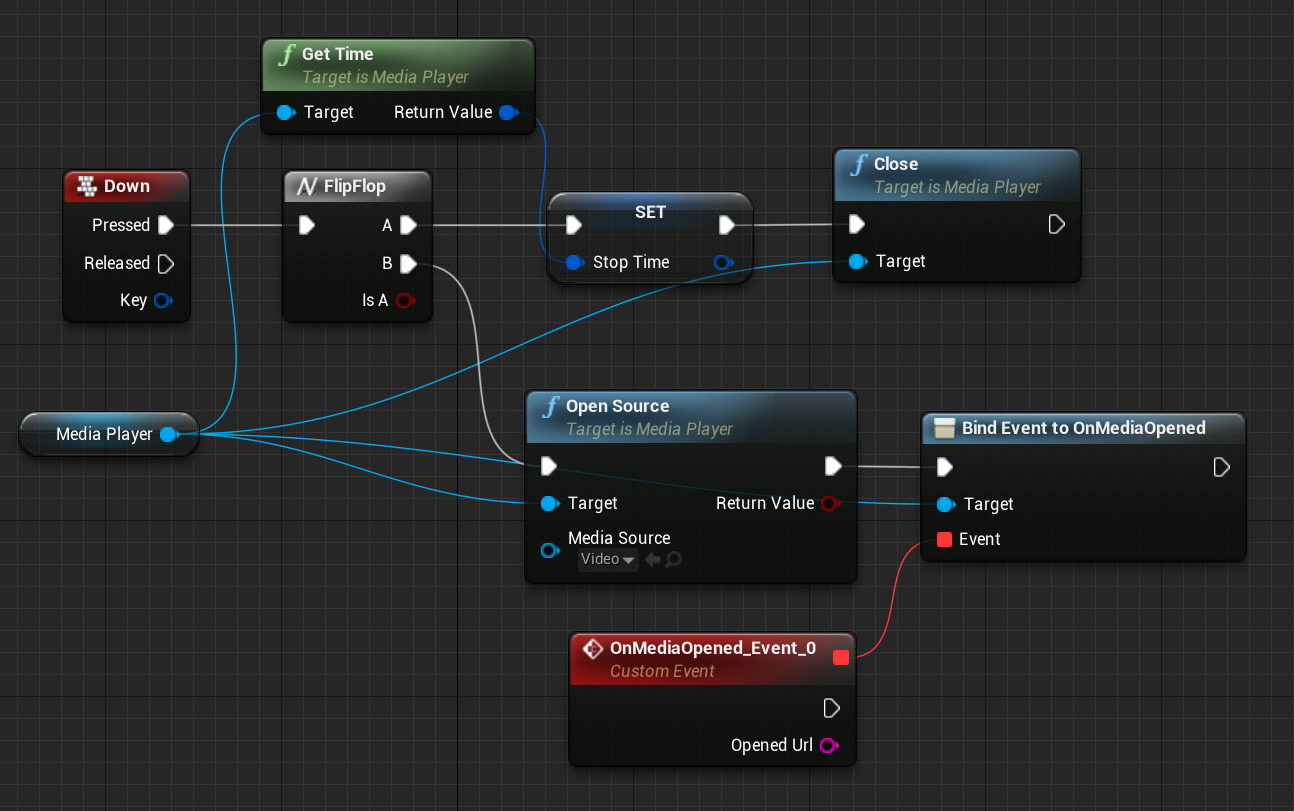 Get Time
Target is Media Player
Target Return Value
Down
Pressed
Released
Key
FlipFlop
A
B
Is A
SET
Stop Time
Close
Target is Media Player
Target
Media Player
Open Source
Target is Media Player
Target Return Value
Media Source
Video
Bind Event to OnMediaOpened
Target
Event
OnMediaOpened_Event_0
Custom Event
Opened Url